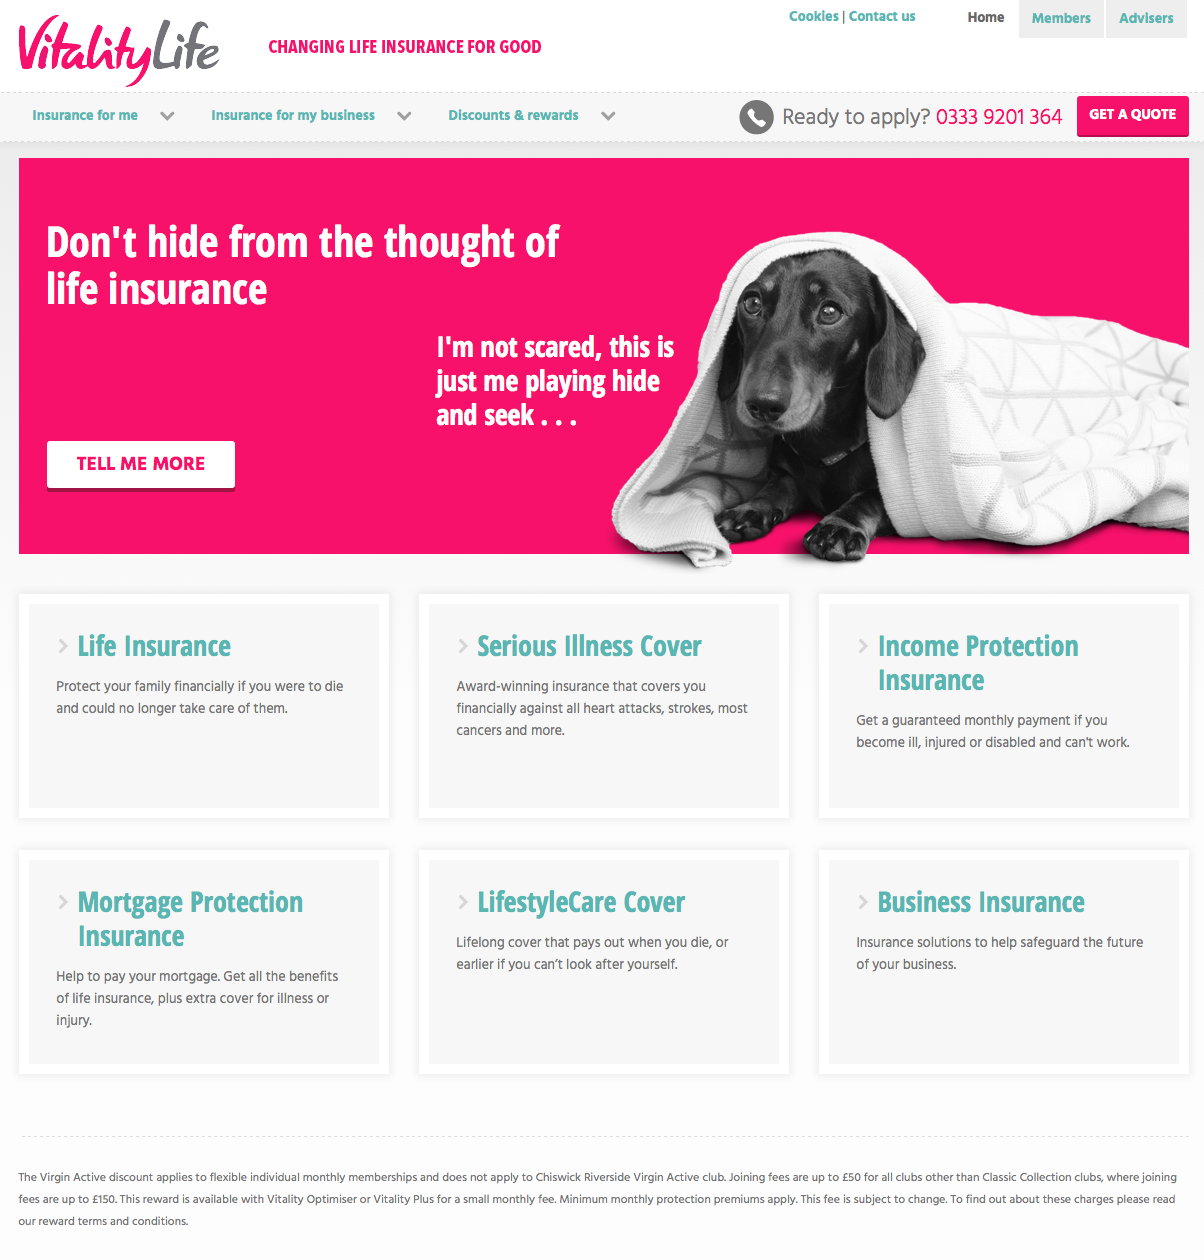 VitalityLife
CHANGING LIFE INSURANCE FOR GOOD
Cookies | Contact us
Home
Members
Advisers
Insurance for me
Insurance for my business
Discounts & rewards
Ready to apply? 0333 9201 364
GET A QUOTE
Don't hide from the thought of
life insurance
I'm not scared, this is
just me playing hide
and seek . . .
TELL ME MORE
Life Insurance
Protect your family financially if you were to die
and could no longer take care of them.
Serious Illness Cover
Award-winning insurance that covers you
financially against all heart attacks, strokes, most
cancers and more.
Income Protection
Insurance
Get a guaranteed monthly payment if you
become ill, injured or disabled and can't work.
Mortgage Protection
Insurance
Help to pay your mortgage. Get all the benefits
of life insurance, plus extra cover for illness or
injury.
LifestyleCare Cover
Lifelong cover that pays out when you die, or
earlier if you can’t look after yourself.
Business Insurance
Insurance solutions to help safeguard the future
of your business.
The Virgin Active discount applies to flexible individual monthly memberships and does not apply to Chiswick Riverside Virgin Active club. Joining fees are up to £50 for all clubs other than Classic Collection clubs, where joining
fees are up to £150. This reward is available with Vitality Optimiser or Vitality Plus for a small monthly fee. Minimum monthly protection premiums apply. This fee is subject to change. To find out about these charges please read
our reward terms and conditions.